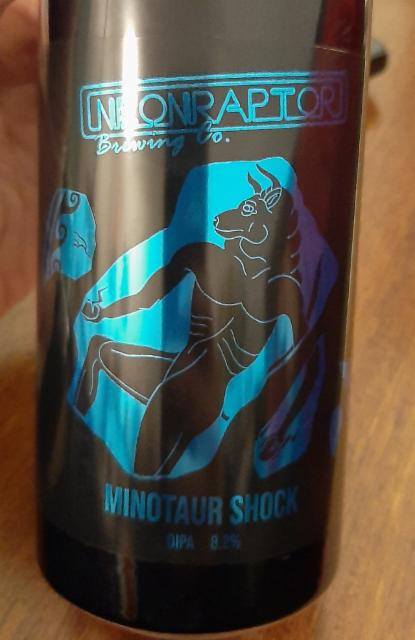 NEONRAPTOR
Brewing Co.
MINOTAUR SHOCK
DIPA 8.2%